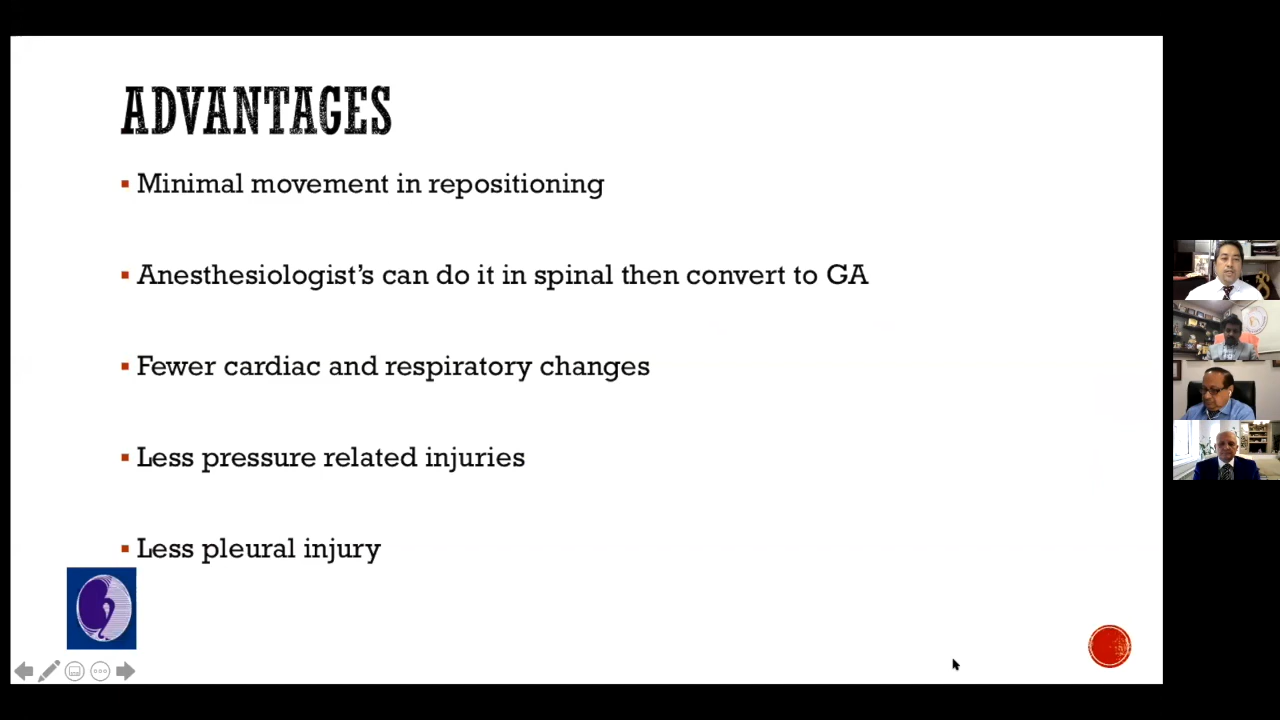 ADVANTAGES
Minimal movement in repositioning
Anesthesiologist’s can do it in spinal then convert to GA
Fewer cardiac and respiratory changes
Less pressure related injuries
Less pleural injury